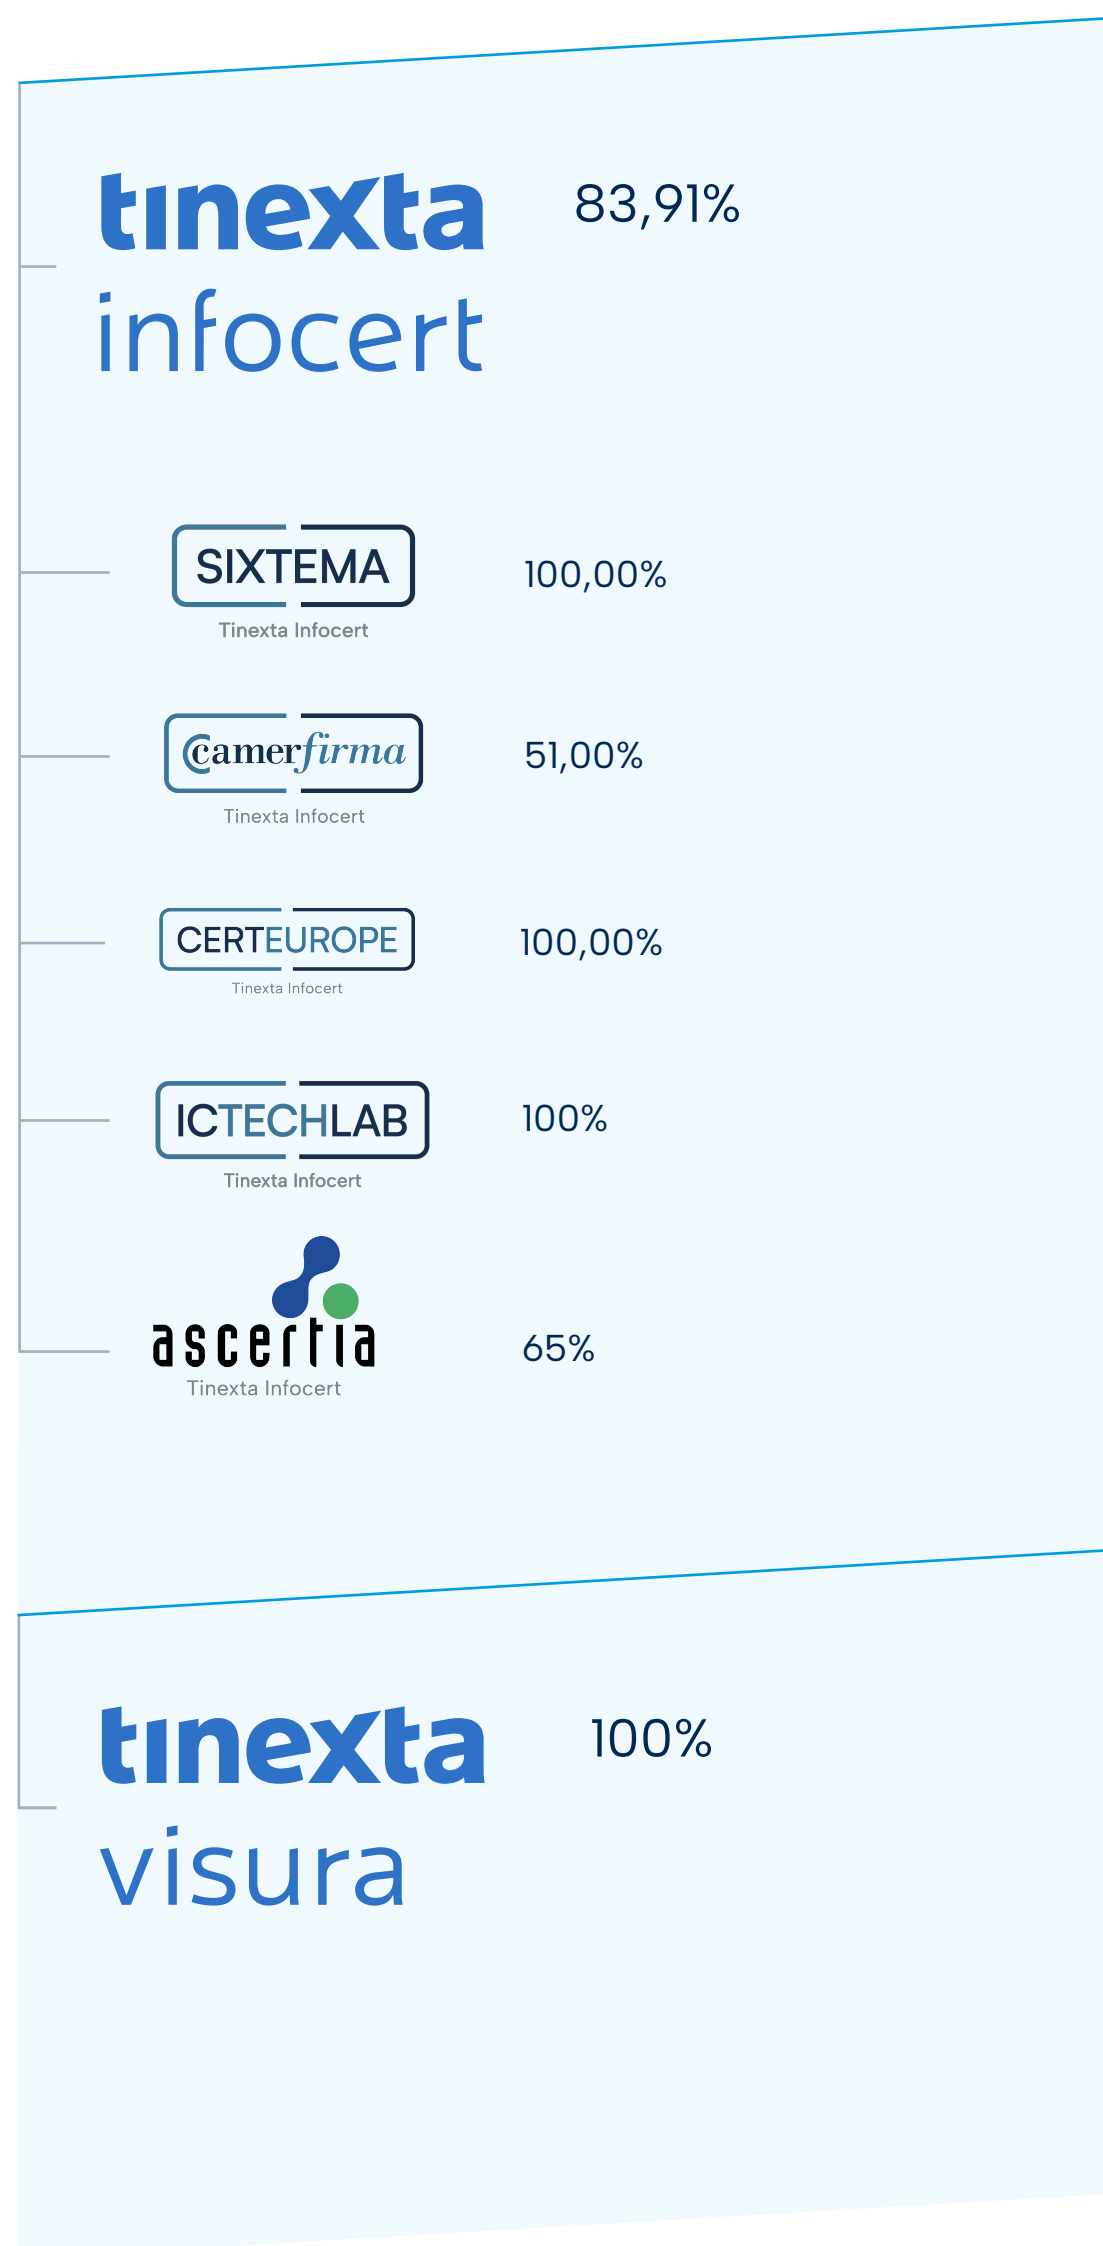 tinexta 83,91%
infocert
SIXTEMA 100,00%
Tinexta Infocert
camerfirma 51,00%
Tinexta Infocert
CERTEUROPE 100,00%
Tinexta Infocert
ICTECHLAB 100%
Tinexta Infocert
ascertia 65%
Tinexta Infocert
tinexta 100%
visura